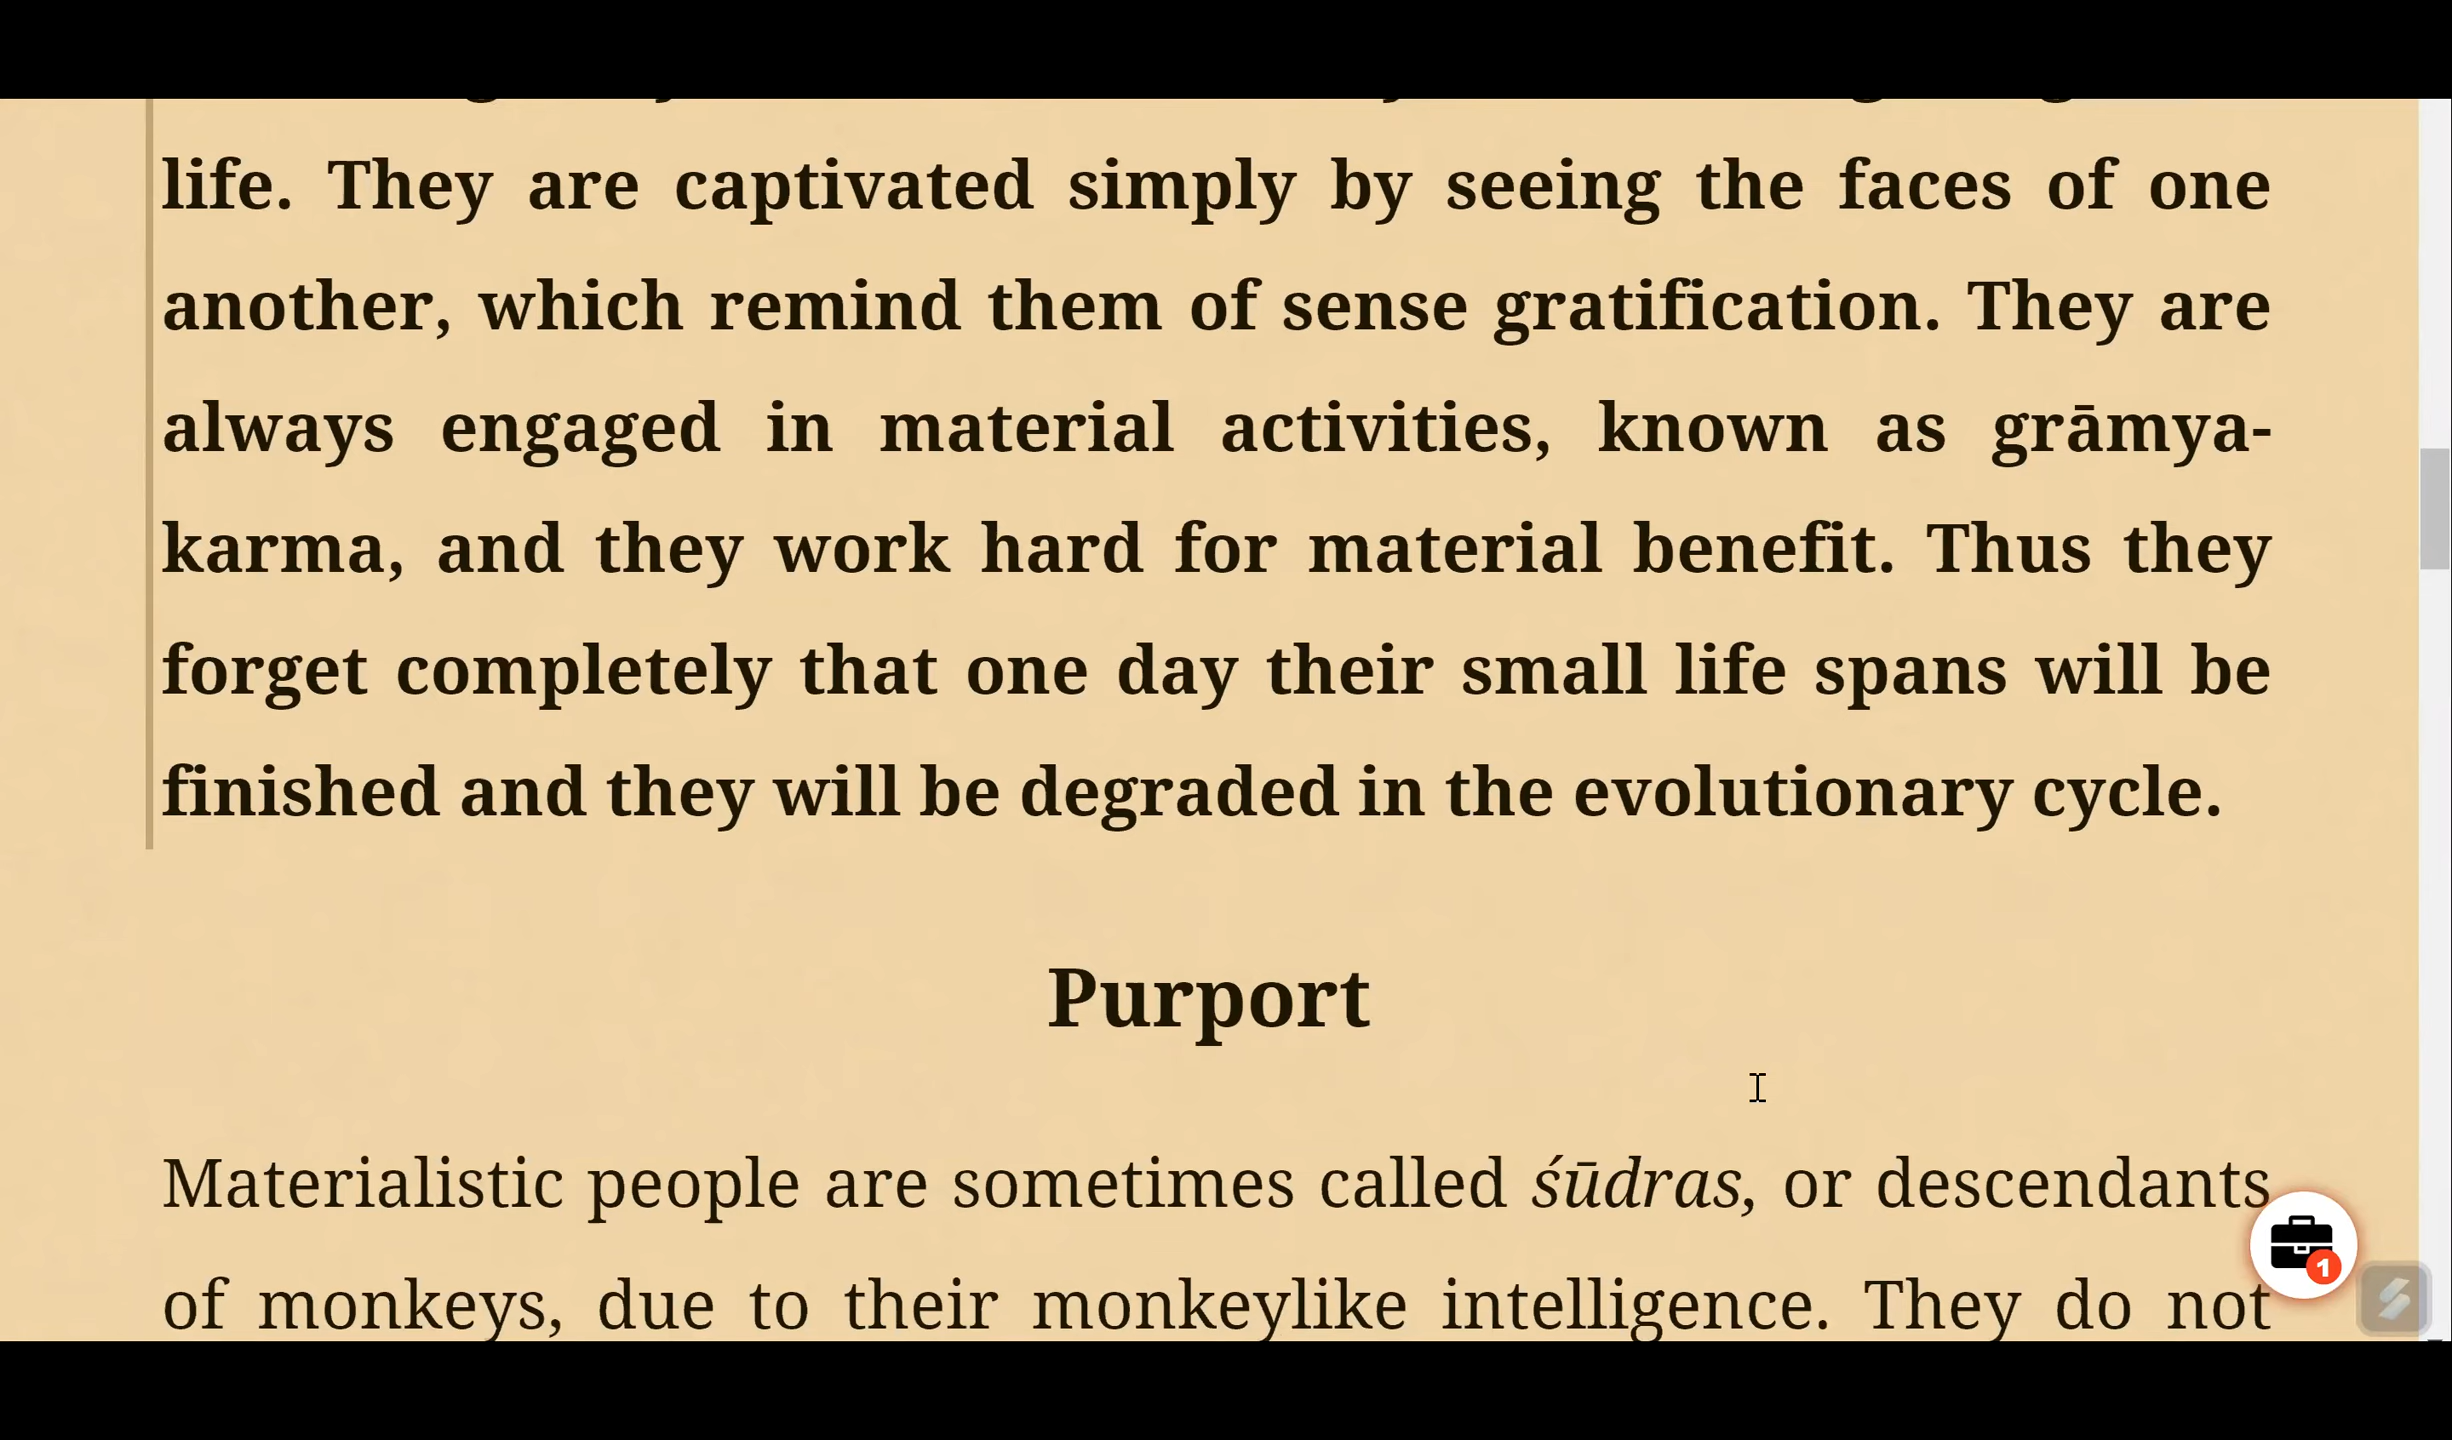 life. They are captivated simply by seeing the faces of one
another, which remind them of sense gratification. They are
always engaged in material activities, known as grāmya-
karma, and they work hard for material benefit. Thus they
forget completely that one day their small life spans will be
finished and they will be degraded in the evolutionary cycle.
Purport
Materialistic people are sometimes called śūdras, or descendants
of monkeys, due to their monkeylike intelligence. They do not
1